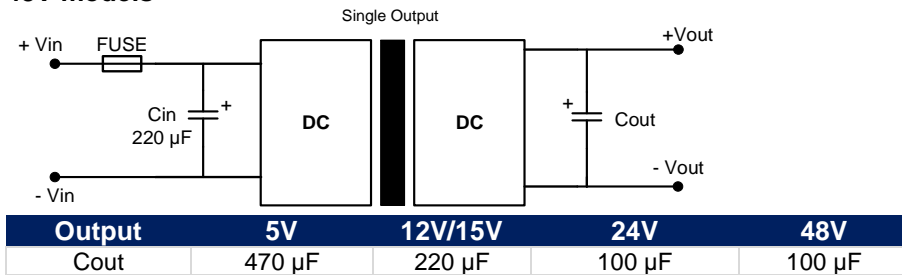 Single Output
+ Vin
FUSE
+Vout
Cin
220 µF
+
DC
DC
+
Cout
- Vin
- Vout
Output 5V 12V/15V 24V 48V
Cout 470 µF 220 µF 100 µF 100 µF